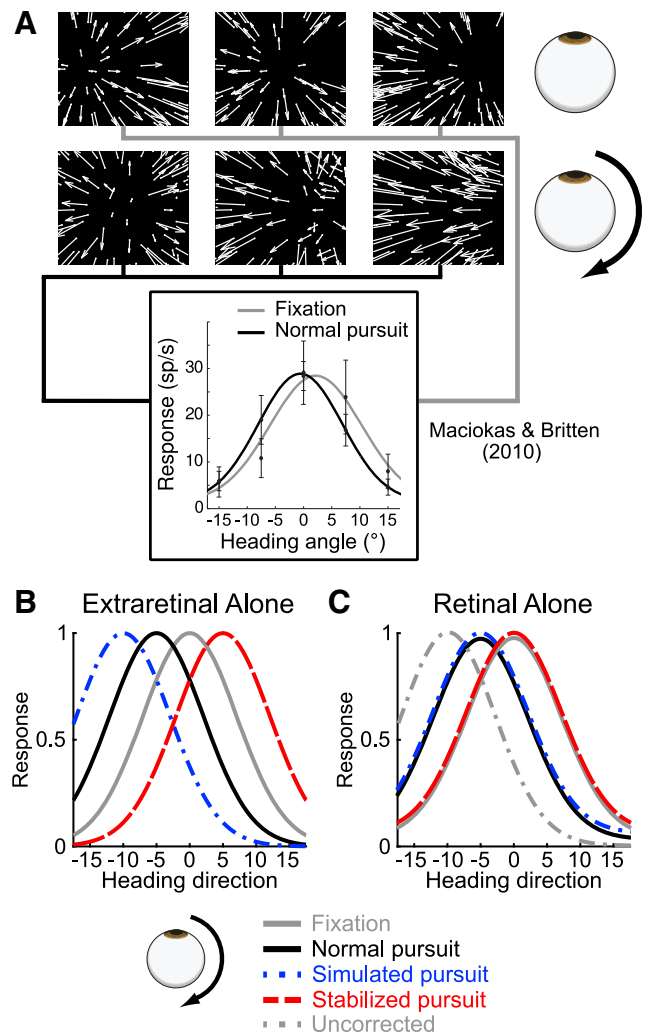 A
Fixation
Normal pursuit
Response (sp/s)
30
20
10
0
-15 -10 -5 0 5 10 15
Heading angle (°)
Maciokas & Britten
(2010)
B Extraretinal Alone
Response
1
0.5
0
-15 -10 -5 0 5 10 15
Heading direction
C Retinal Alone
Response
1
0.5
0
-15 -10 -5 0 5 10 15
Heading direction
Fixation
Normal pursuit
Simulated pursuit
Stabilized pursuit
Uncorrected